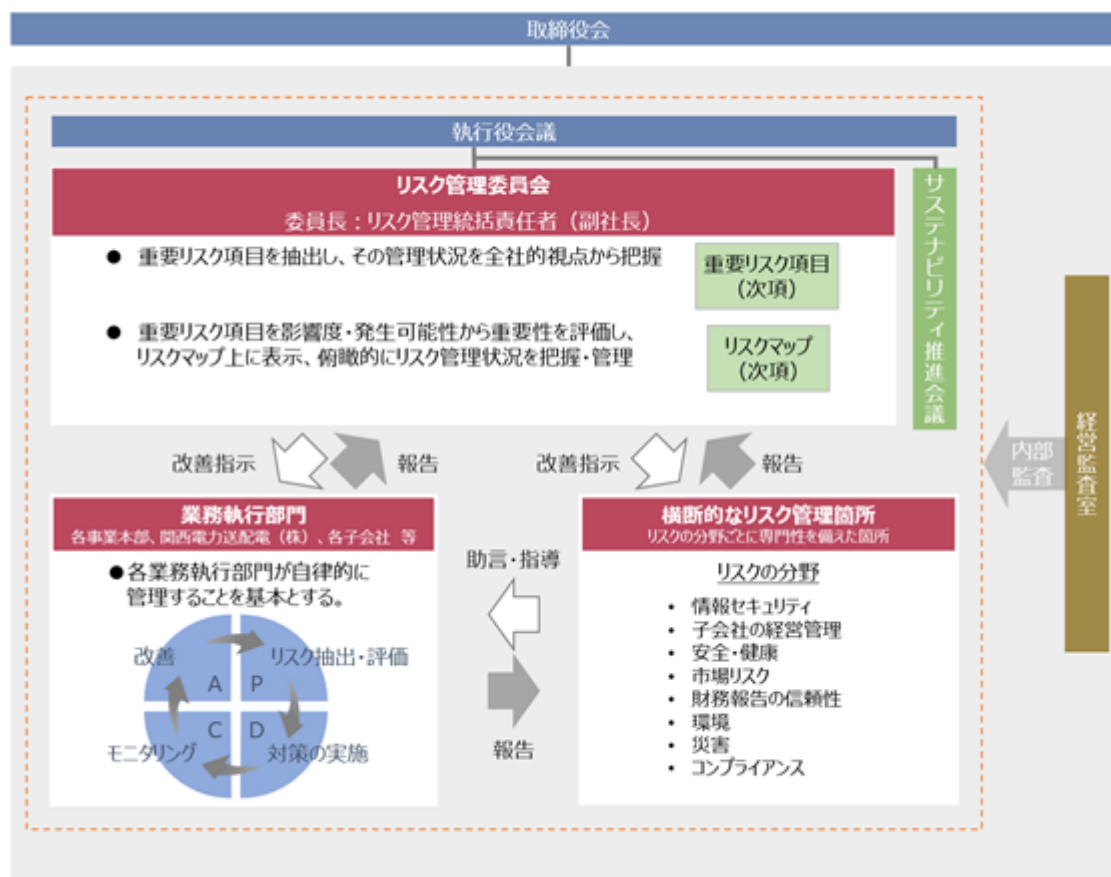 取締役会
執行役会議
リスク管理委員会
委員長：リスク管理統括責任者（副社長）
● 重要リスク項目を抽出し、その管理状況を全社的視点から把握
重要リスク項目
（次項）
● 重要リスク項目を影響度・発生可能性から重要性を評価し、
リスクマップ上に表示、俯瞰的にリスク管理状況を把握・管理
リスクマップ
（次項）
サステナビリティ推進会議
経営監査室
内部
監査
改善指示
報告
改善指示
報告
業務執行部門
各事業本部、関西電力送配電（株）、各子会社 等
●各業務執行部門が自律的に
管理することを基本とする。
改善
リスク抽出・評価
A
P
C
D
モニタリング
対策の実施
助言・指導
報告
横断的なリスク管理箇所
リスクの分野ごとに専門性を備えた箇所
リスクの分野
• 情報セキュリティ
• 子会社の経営管理
• 安全・健康
• 市場リスク
• 財務報告の信頼性
• 環境
• 災害
• コンプライアンス